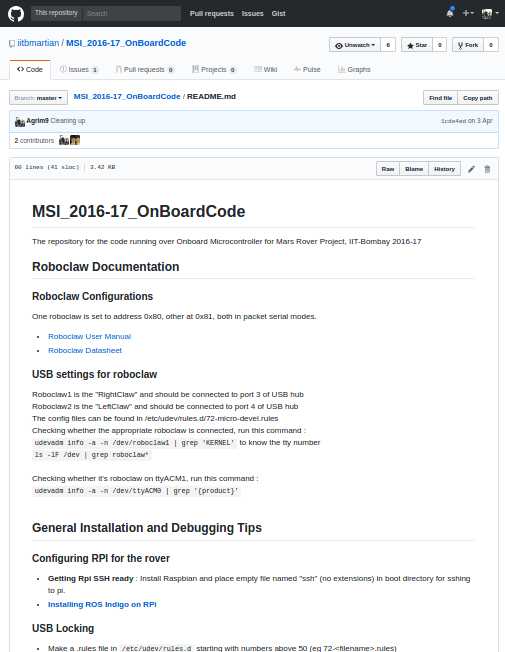 This repository Search Pull requests Issues Gist
iitbmartian / MSI_2016-17_OnBoardCode Unwatch 6 Star 0 Fork 0
Code Issues 1 Pull requests 0 Projects 0 Wiki Pulse Graphs
Branch: master MSI_2016-17_OnBoardCode / README.md Find file Copy path
Agrim9 Cleaning up 1cde4ed on 3 Apr
2 contributors
60 lines (41 sloc) 3.42 KB Raw Blame History
MSI_2016-17_OnBoardCode
The repository for the code running over Onboard Microcontroller for Mars Rover Project, IIT-Bombay 2016-17
Roboclaw Documentation
Roboclaw Configurations
One roboclaw is set to address 0x80, other at 0x81, both in packet serial modes.
• Roboclaw User Manual
• Roboclaw Datasheet
USB settings for roboclaw
Roboclaw1 is the "RightClaw" and should be connected to port 3 of USB hub
Roboclaw2 is the "LeftClaw" and should be connected to port 4 of USB hub
The config files can be found in /etc/udev/rules.d/72-micro-devel.rules
Checking whether the appropriate roboclaw is connected, run this command :
udevadm info -a -n /dev/roboclaw1 | grep 'KERNEL' to know the tty number
ls -lF /dev | grep roboclaw*
Checking whether it's roboclaw on ttyACM1, run this command :
udevadm info -a -n /dev/ttyACM0 | grep '{product}'
General Installation and Debugging Tips
Configuring RPI for the rover
• Getting Rpi SSH ready : Install Raspbian and place empty file named "ssh" (no extensions) in boot directory for sshing
to pi.
• Installing ROS Indigo on RPi
USB Locking
• Make a .rules file in /etc/udev/rules.d starting with numbers above 50 (eg 72-<filename>.rules)